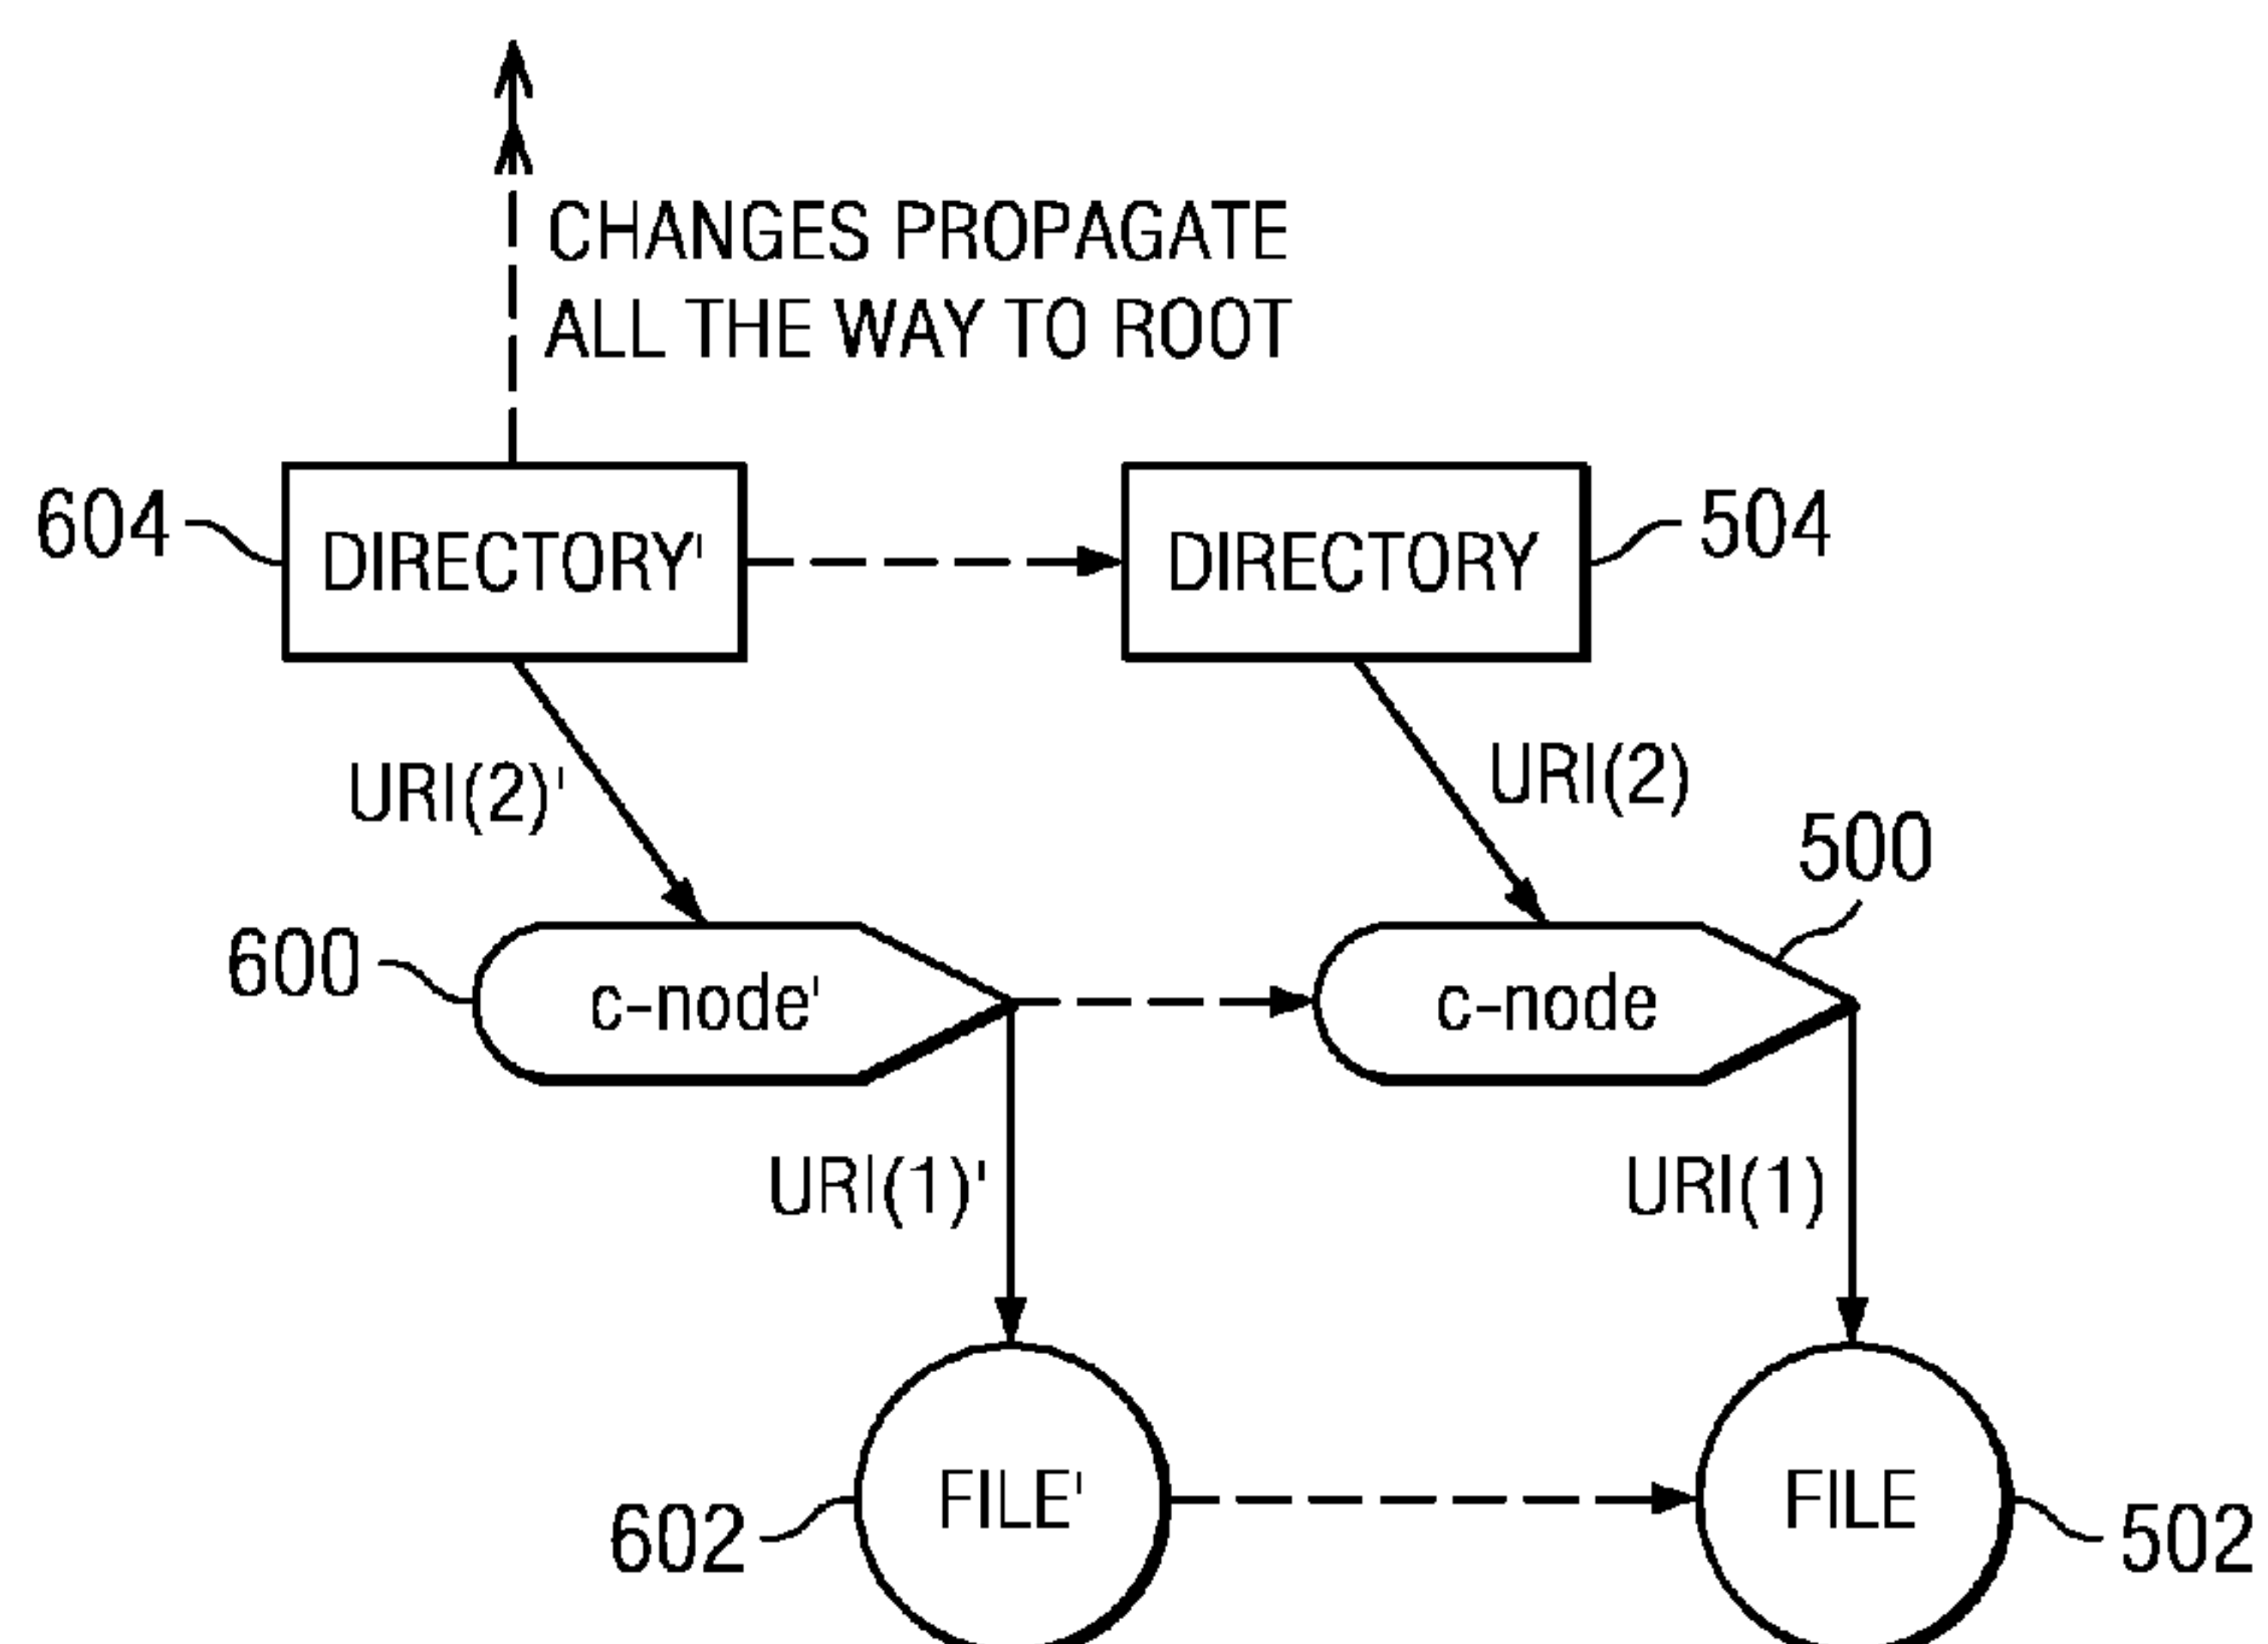 CHANGES PROPAGATE
ALL THE WAY TO ROOT
604
DIRECTORY'
DIRECTORY
504
URI(2)'
URI(2)
500
600
c-node'
c-node
URI(1)'
URI(1)
602
FILE'
FILE
502